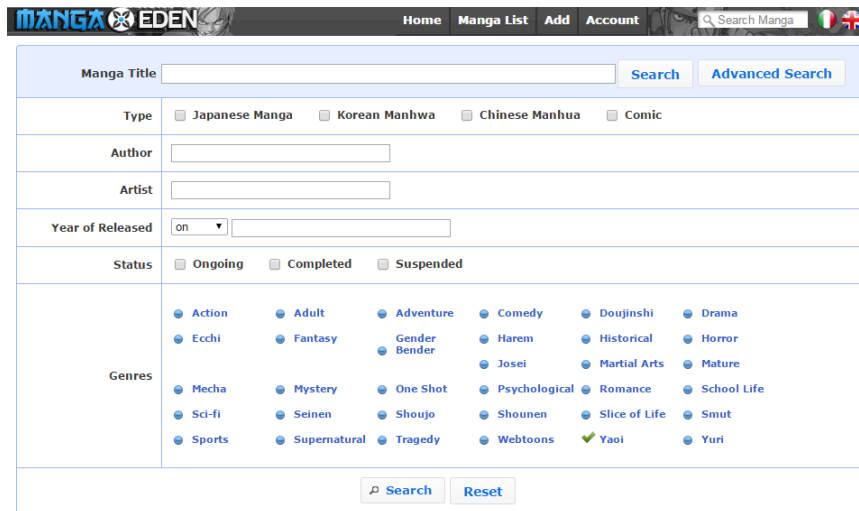 MANGA EDEN Home Manga List Add Account Search Manga
Manga Title Search Advanced Search
Type Japanese Manga Korean Manhwa Chinese Manhua Comic
Author
Artist
Year of Released on
Status Ongoing Completed Suspended
Genres
Action Adult Adventure Comedy Doujinshi Drama
Ecchi Fantasy Gender Bender Harem Historical Horror
Josei Martial Arts Mature
Mecha Mystery One Shot Psychological Romance School Life
Sci-fi Seinen Shoujo Shounen Slice of Life Smut
Sports Supernatural Tragedy Webtoons Yaoi Yuri
Search Reset